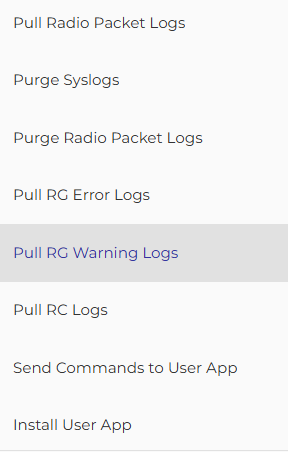 Pull Radio Packet Logs
Purge Syslogs
Purge Radio Packet Logs
Pull RG Error Logs
Pull RG Warning Logs
Pull RC Logs
Send Commands to User App
Install User App